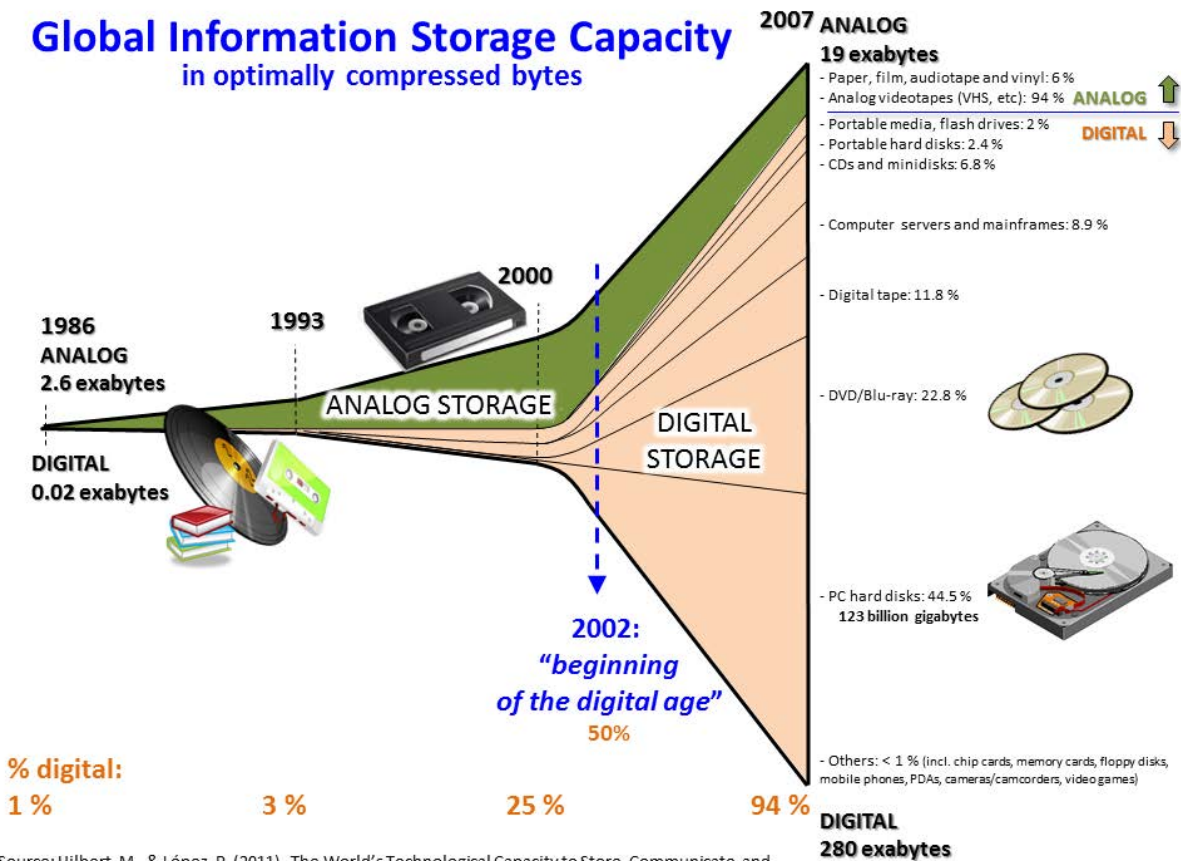 Global Information Storage Capacity
in optimally compressed bytes
2007
ANALOG
19 exabytes
- Paper, film, audiotape and vinyl: 6 %
- Analog videotapes (VHS, etc): 94 %
ANALOG
- Portable media, flash drives: 2 %
DIGITAL
- Portable hard disks: 2.4 %
- CDs and minidisks: 6.8 %
- Computer servers and mainframes: 8.9 %
- Digital tape: 11.8 %
- DVD/Blu-ray: 22.8 %
- PC hard disks: 44.5 %
123 billion gigabytes
- Others: < 1 % (incl. chip cards, memory cards, floppy disks,
mobile phones, PDAs, cameras/camcorders, video games)
DIGITAL
280 exabytes
1986
ANALOG
2.6 exabytes
DIGITAL
0.02 exabytes
1993
2000
ANALOG STORAGE
DIGITAL
STORAGE
2002:
“beginning
of the digital age”
50%
% digital:
1 %
3 %
25 %
94 %
Source: Hilbert, M., & López, P. (2011). The World’s Technological Capacity to Store, Communicate, and